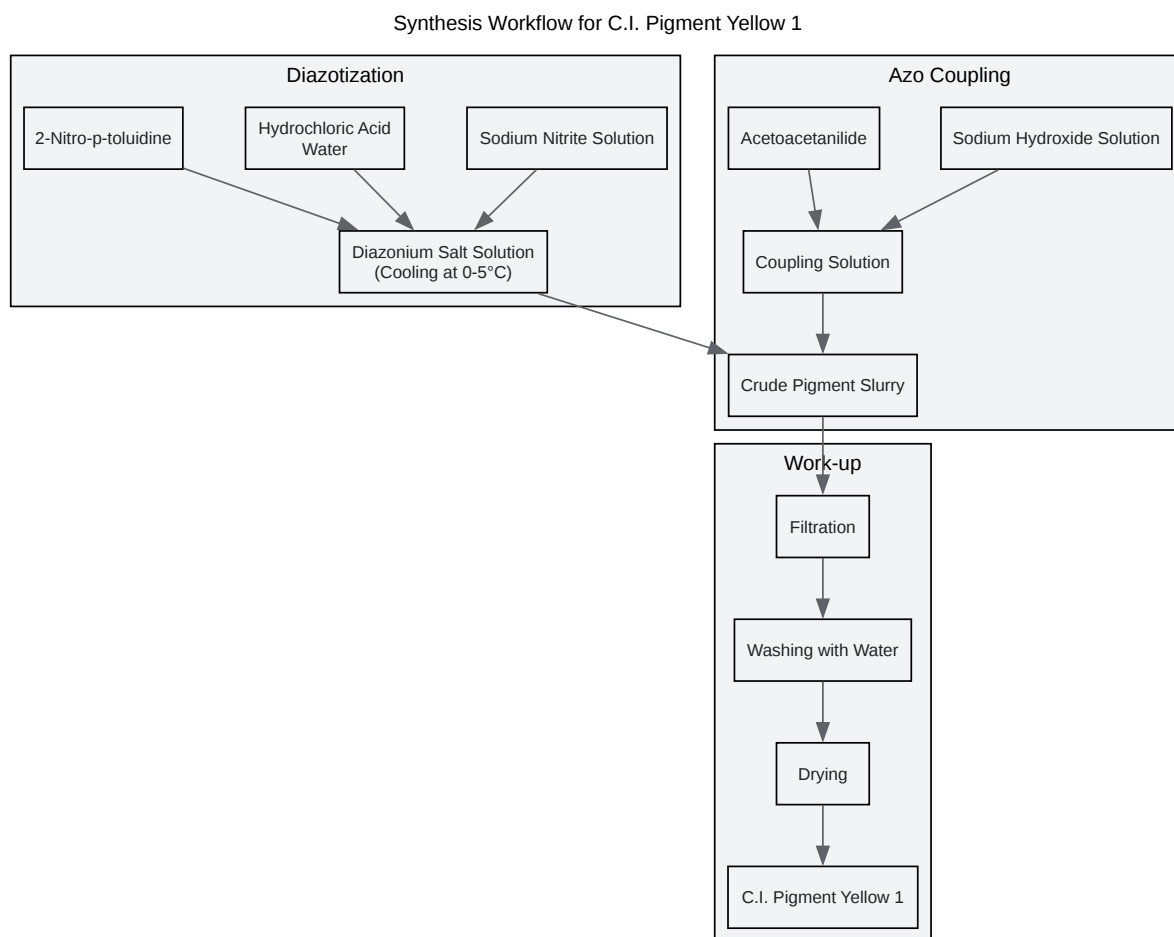 Synthesis Workflow for C.I. Pigment Yellow 1
Diazotization
2-Nitro-p-toluidine
Hydrochloric Acid
Water
Sodium Nitrite Solution
Diazonium Salt Solution
(Cooling at 0-5°C)
Azo Coupling
Acetoacetanilide
Sodium Hydroxide Solution
Coupling Solution
Crude Pigment Slurry
Work-up
Filtration
Washing with Water
Drying
C.I. Pigment Yellow 1